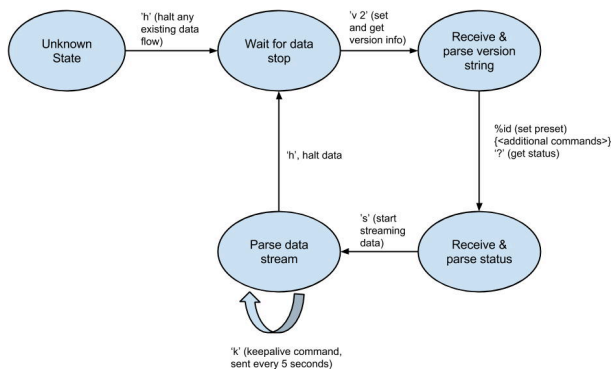 Unknown
State
'h' (halt any
existing data
flow)
Wait for data
stop
'v 2' (set
and get
version info)
Receive &
parse version
string
%id (set preset)
{<additional commands>}
'?' (get status)
'h', halt data
Parse data
stream
's' (start
streaming
data)
Receive &
parse status
'k' (keepalive command,
sent every 5 seconds)